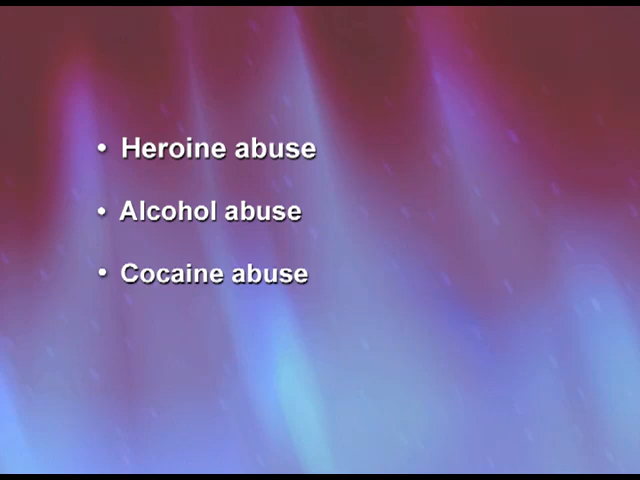 • Heroine abuse
• Alcohol abuse
• Cocaine abuse